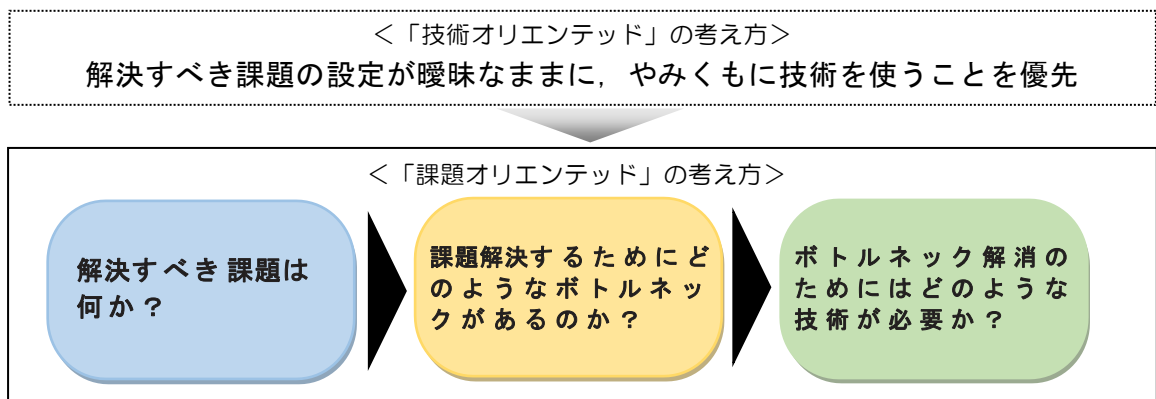 ＜「技術オリエンテッド」の考え方＞
解決すべき課題の設定が曖昧なままに，やみくもに技術を使うことを優先
＜「課題オリエンテッド」の考え方＞
解決すべき課題は
何か？
課題解決するためにど
のようなボトルネッ
クがあるのか？
ボトルネック解消の
ためにはどのような
技術が必要か？